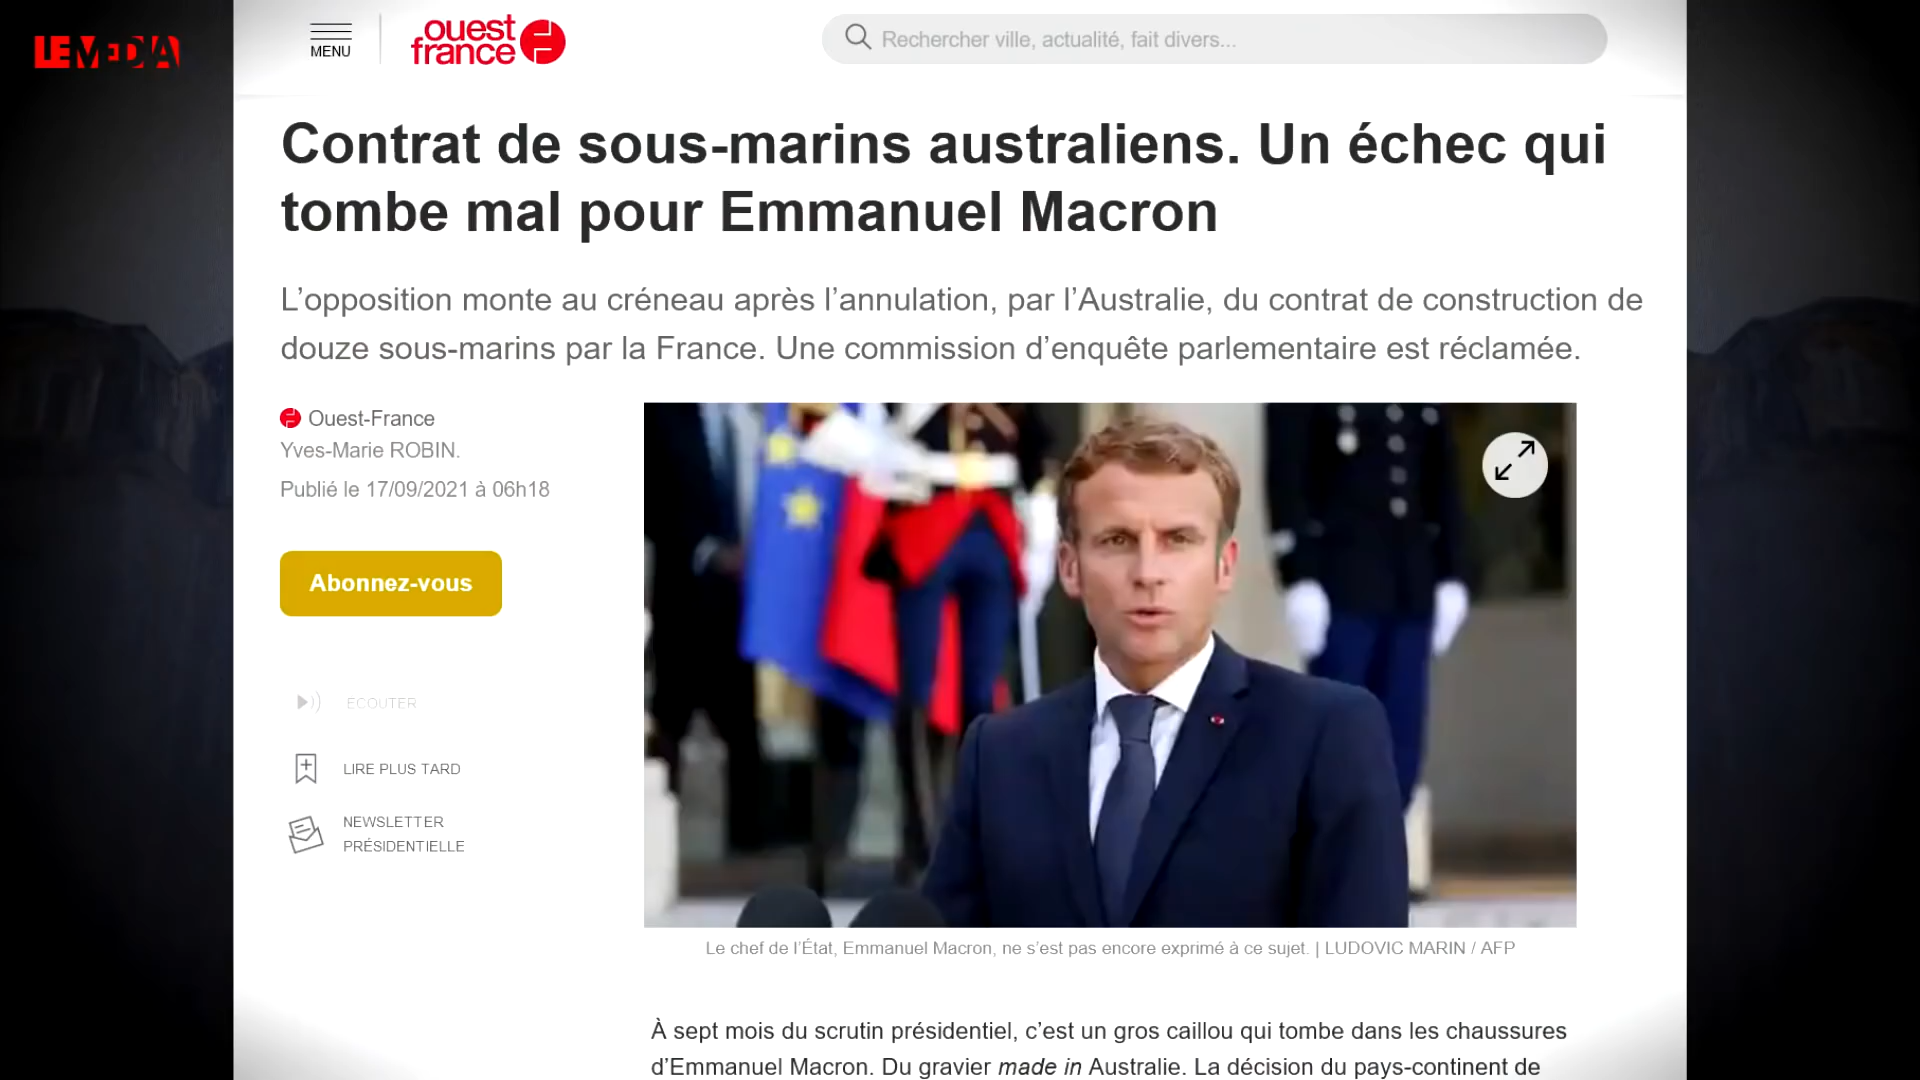 LEMEDIA
MENU
ouest
france
Rechercher ville, actualité, fait divers...
Contrat de sous-marins australiens. Un échec qui
tombe mal pour Emmanuel Macron
L’opposition monte au créneau après l’annulation, par l’Australie, du contrat de construction de
douze sous-marins par la France. Une commission d’enquête parlementaire est réclamée.
Ouest-France
Yves-Marie ROBIN.
Publié le 17/09/2021 à 06h18
Abonnez-vous
ECOUTER
LIRE PLUS TARD
NEWSLETTER
PRÉSIDENTIELLE
Le chef de l’État, Emmanuel Macron, ne s’est pas encore exprimé à ce sujet. | LUDOVIC MARIN / AFP
À sept mois du scrutin présidentiel, c’est un gros caillou qui tombe dans les chaussures
d’Emmanuel Macron. Du gravier made in Australie. La décision du pays-continent de